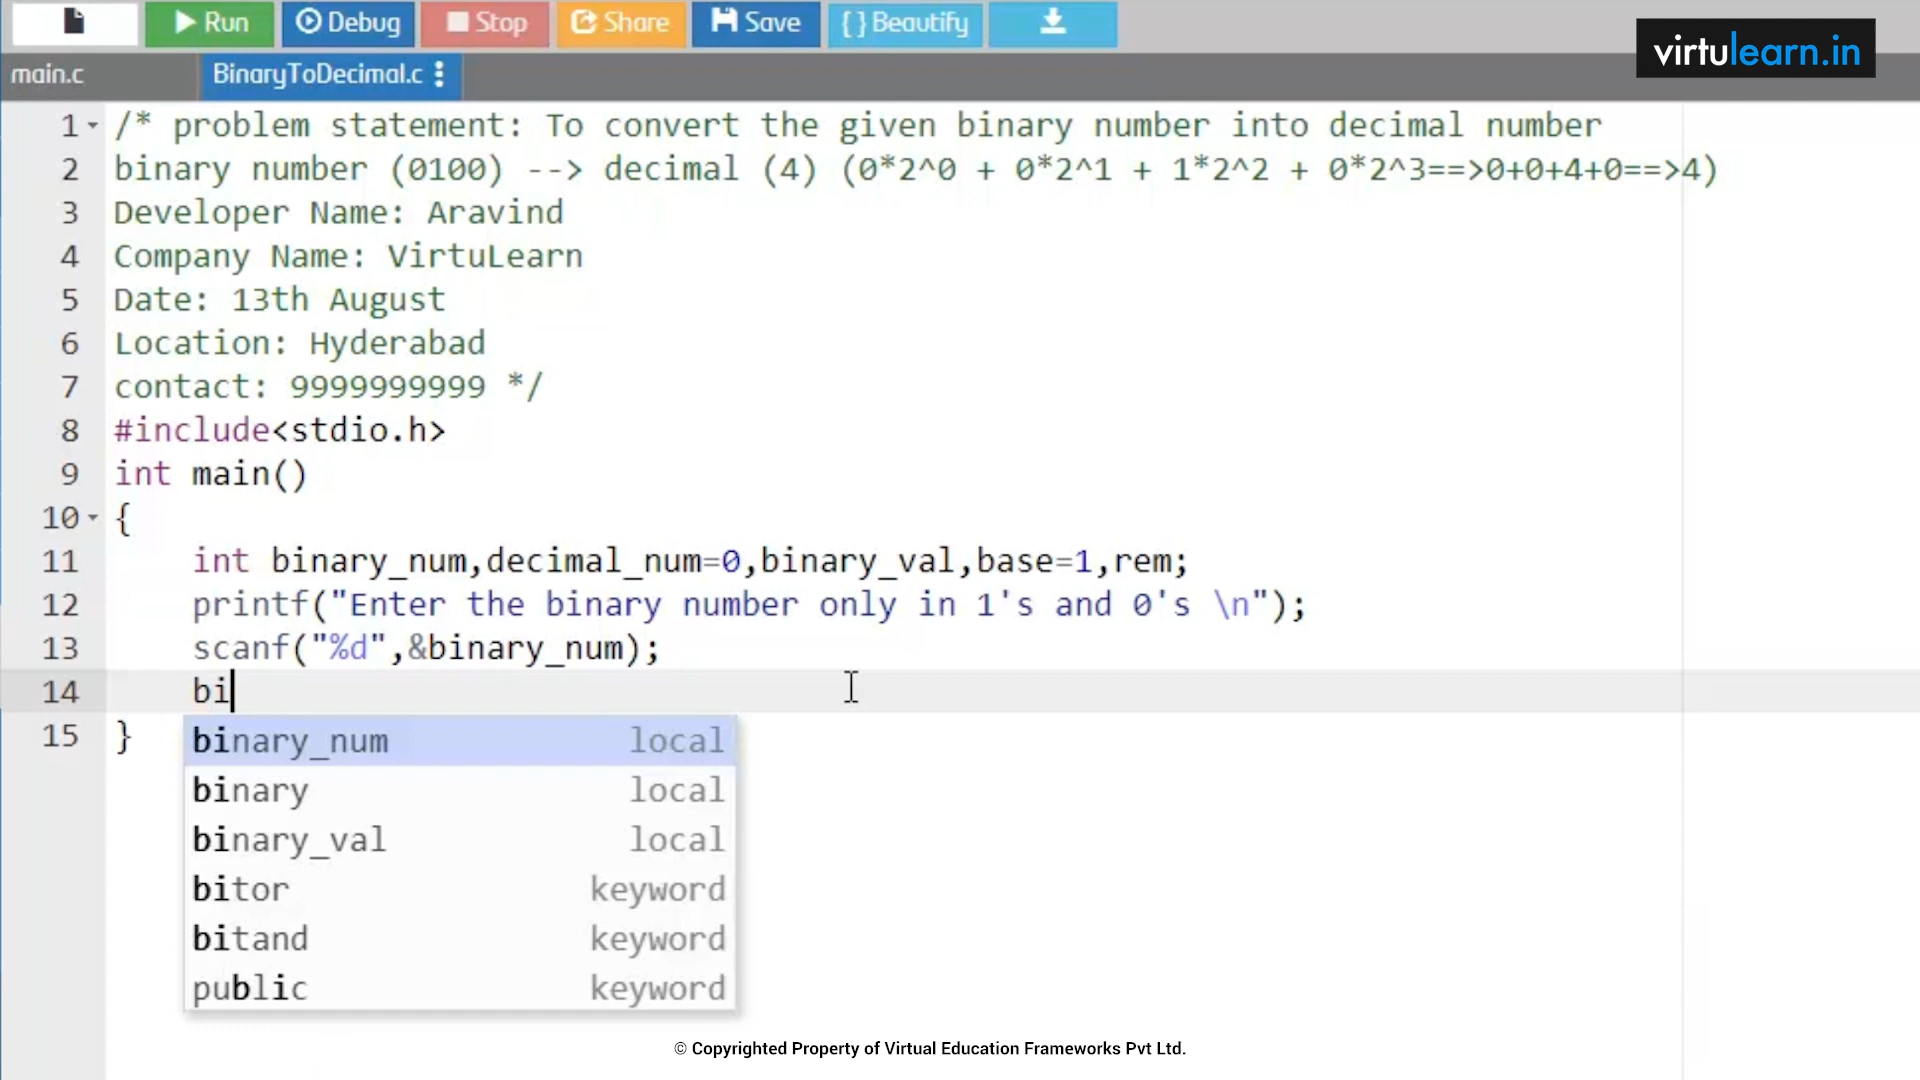 Run Debug Stop Share Save { } Beautify
virtulearn.in
main.c BinaryToDecimal.c
1 /* problem statement: To convert the given binary number into decimal number
2 binary number (0100) --> decimal (4) (0*2^0 + 0*2^1 + 1*2^2 + 0*2^3==>0+0+4+0==>4)
3 Developer Name: Aravind
4 Company Name: VirtuLearn
5 Date: 13th August
6 Location: Hyderabad
7 contact: 9999999999 */
8 #include<stdio.h>
9 int main()
10 {
11 int binary_num,decimal_num=0,binary_val,base=1,rem;
12 printf("Enter the binary number only in 1's and 0's \n");
13 scanf("%d",&binary_num);
14 bi
15 }
binary_num local
binary local
binary_val local
bitor keyword
bitand keyword
public keyword
© Copyrighted Property of Virtual Education Frameworks Pvt Ltd.